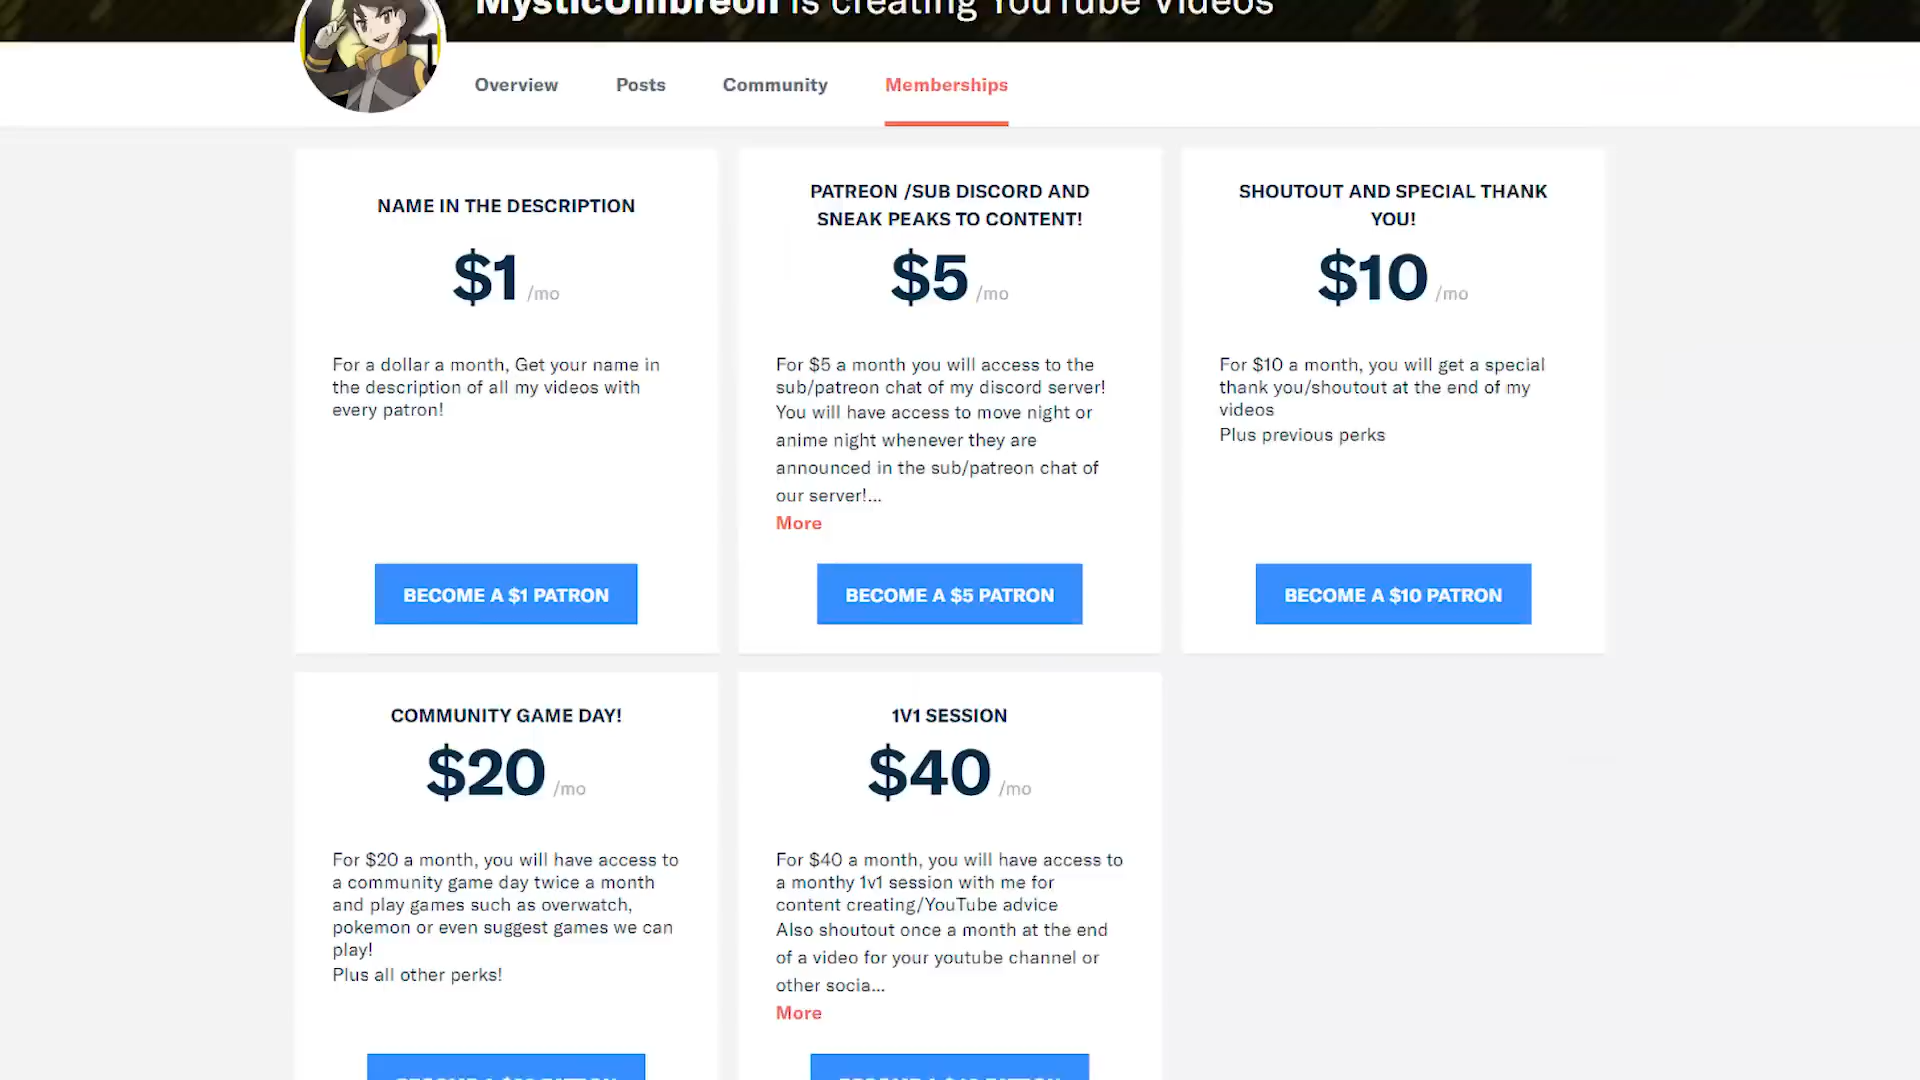 MysticUmbreon is creating YouTube Videos
Overview
Posts
Community
Memberships
NAME IN THE DESCRIPTION
$1 /mo
For a dollar a month, Get your name in
the description of all my videos with
every patron!
BECOME A $1 PATRON
PATREON /SUB DISCORD AND
SNEAK PEAKS TO CONTENT!
$5 /mo
For $5 a month you will access to the
sub/patreon chat of my discord server!
You will have access to move night or
anime night whenever they are
announced in the sub/patreon chat of
our server!...
More
BECOME A $5 PATRON
SHOUTOUT AND SPECIAL THANK
YOU!
$10 /mo
For $10 a month, you will get a special
thank you/shoutout at the end of my
videos
Plus previous perks
BECOME A $10 PATRON
COMMUNITY GAME DAY!
$20 /mo
For $20 a month, you will have access to
a community game day twice a month
and play games such as overwatch,
pokemon or even suggest games we can
play!
Plus all other perks!
1V1 SESSION
$40 /mo
For $40 a month, you will have access to
a monthy 1v1 session with me for
content creating/YouTube advice
Also shoutout once a month at the end
of a video for your youtube channel or
other socia...
More